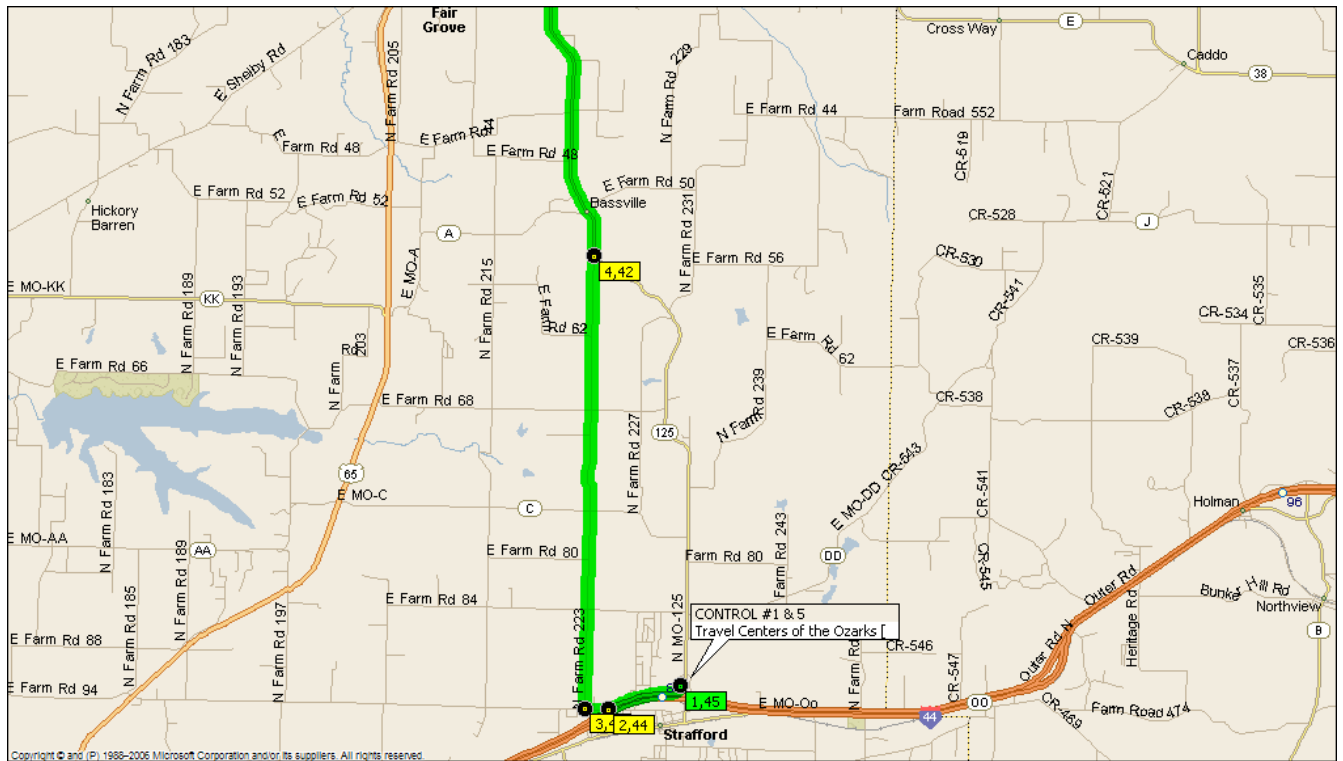 Fair
Grove
E
Cross Way
Caddo
38
N Farm Rd 183
E Shelby Rd
N Farm Rd 205
N Farm Rd 229
E Farm Rd 44
Farm Road 552
E Farm Rd 44
E Farm Rd 48
E Farm Rd 48
CR-519
E Farm Rd 52
E Farm Rd 52
E Farm Rd 50
CR-521
Hickory
Barren
Bassville
N Farm Rd 231
CR-528
J
A
E MO-A
N Farm Rd 215
4,42
E Farm Rd 56
CR-530
CR-541
CR-535
E MO-KK
KK
N Farm Rd 189
N Farm Rd 193
E Farm
Rd 62
CR-534
N Farm
Rd 203
E Farm Rd
62
CR-539
CR-536
E Farm Rd 66
CR-537
E Farm Rd 68
N Farm Rd 239
CR-538
CR-538
N Farm Rd 227
125
65
E MO-C
C
E MO-DD CR-543
CR-541
Holman
96
N Farm Rd 183
E MO-AA
AA
N Farm Rd 189
E Farm Rd 80
Farm Rd 80
N Farm Rd 243
DD
CR-545
Outer Rd
Bunker Hill Rd
Northview
N Farm Rd 185
N Farm Rd 197
E Farm Rd 84
N Farm Rd 223
CONTROL #1 & 5
Travel Centers of the Ozarks [
N MO-125
E Farm Rd 88
N Farm Rd
CR-546
CR-547
Outer Rd N
Heritage Rd
B
E Farm Rd 94
1,45
E MO-Oo
44
OO
CR-469
Farm Road 474
2,44
Strafford
Copyright © and (P) 1988–2006 Microsoft Corporation and/or its suppliers. All rights reserved.